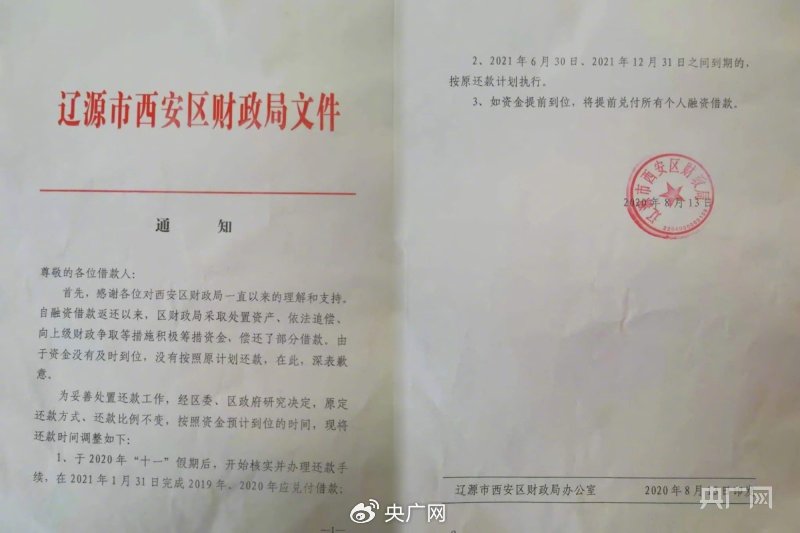 辽源市西安区财政局文件
通 知
尊敬的各位借款人:
首先,感谢各位对西安区财政局一直以来的理解和支持。
自融资借款返还以来,区财政局采取处置资产、依法追偿、
向上级财政争取等措施积极筹措资金,偿还了部分借款。由
于资金没有及时到位,没有按照原计划还款,在此,深表歉
意。
为妥善处置还款工作,经区委、区政府研究决定,原定
还款方式、还款比例不变,按照资金预计到位的时间,现将
还款时间调整如下:
1、于2020年“十一”假期后,开始核实并办理还款手
续,在2021年1月31日完成2019年、2020年应兑付借款;
—1—
2、2021年6月30日、2021年12月31日之间到期的,
按原还款计划执行。
3、如资金提前到位,将提前兑付所有个人融资借款。
辽源市西安区财政局
2020年8月13日
辽源市西安区财政局办公室 2020年8月
央广网
央广网